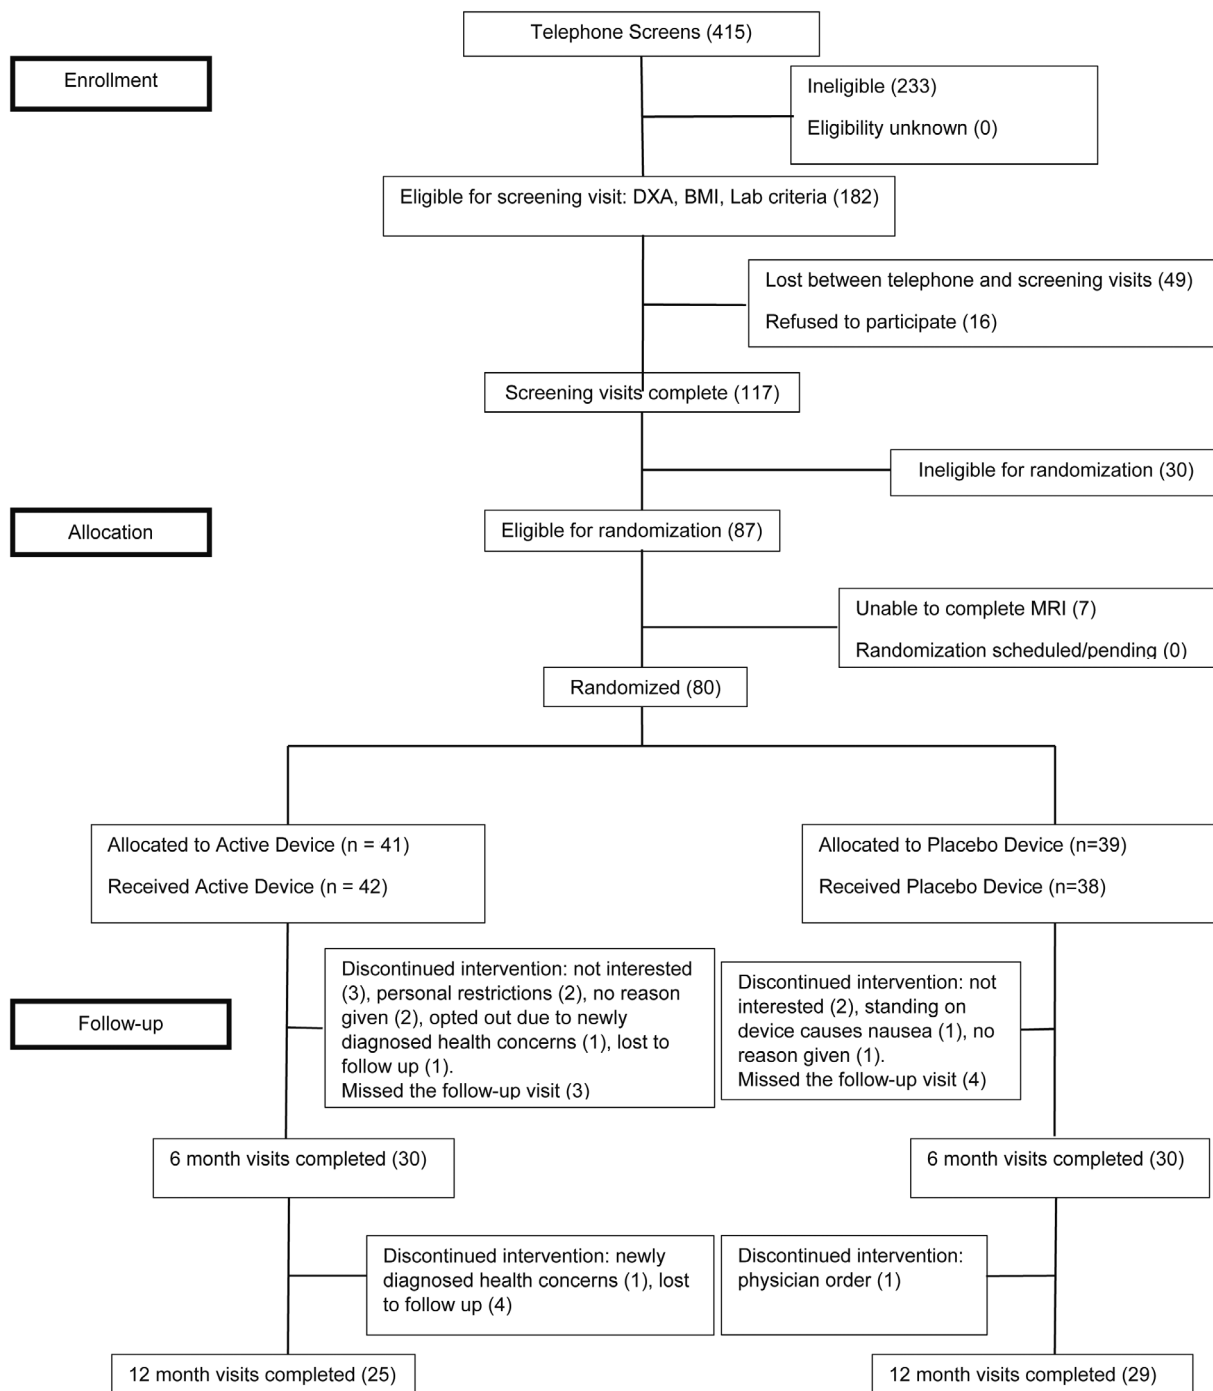 Telephone Screens (415)
Enrollment
Ineligible (233)
Eligibility unknown (0)
Eligible for screening visit: DXA, BMI, Lab criteria (182)
Lost between telephone and screening visits (49)
Refused to participate (16)
Screening visits complete (117)
Ineligible for randomization (30)
Allocation
Eligible for randomization (87)
Unable to complete MRI (7)
Randomization scheduled/pending (0)
Randomized (80)
Allocated to Active Device (n = 41)
Received Active Device (n = 42)
Allocated to Placebo Device (n=39)
Received Placebo Device (n=38)
Follow-up
Discontinued intervention: not interested
(3), personal restrictions (2), no reason
given (2), opted out due to newly
diagnosed health concerns (1), lost to
follow up (1).
Missed the follow-up visit (3)
Discontinued intervention: not
interested (2), standing on
device causes nausea (1), no
reason given (1).
Missed the follow-up visit (4)
6 month visits completed (30)
6 month visits completed (30)
Discontinued intervention: newly
diagnosed health concerns (1), lost
to follow up (4)
Discontinued intervention:
physician order (1)
12 month visits completed (25)
12 month visits completed (29)